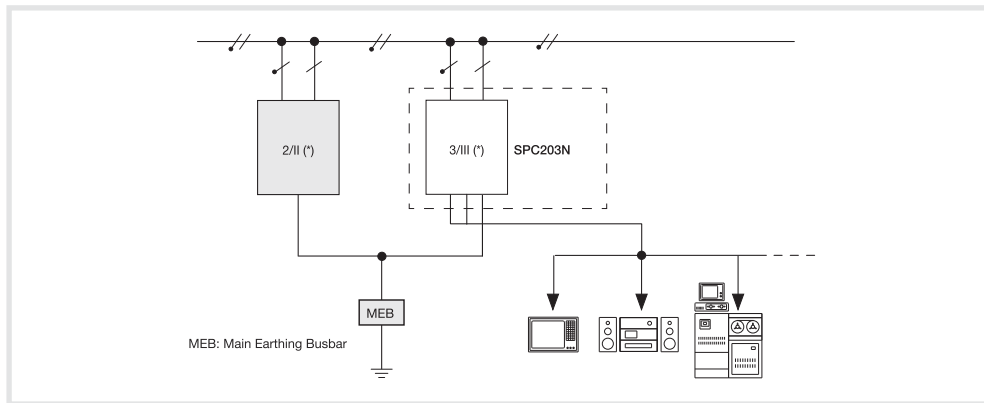 2/II (*)
3/III (*)
SPC203N
MEB
MEB: Main Earthing Busbar